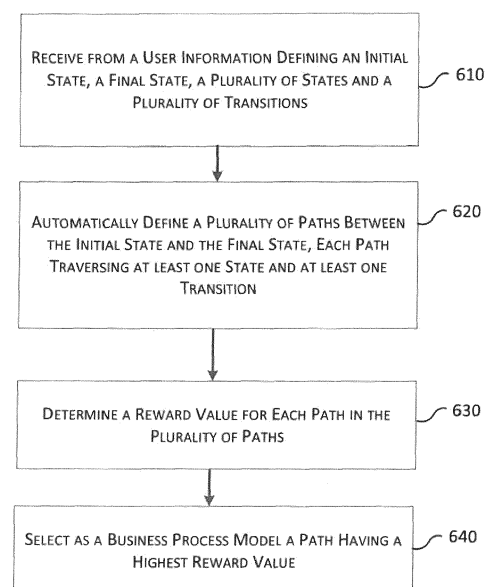 RECEIVE FROM A USER INFORMATION DEFINING AN INITIAL
STATE, A FINAL STATE, A PLURALITY OF STATES AND A
PLURALITY OF TRANSITIONS
610
AUTOMATICALLY DEFINE A PLURALITY OF PATHS BETWEEN
THE INITIAL STATE AND THE FINAL STATE, EACH PATH
TRAVERSING AT LEAST ONE STATE AND AT LEAST ONE
TRANSITION
620
DETERMINE A REWARD VALUE FOR EACH PATH IN THE
PLURALITY OF PATHS
630
SELECT AS A BUSINESS PROCESS MODEL A PATH HAVING A
HIGHEST REWARD VALUE
640